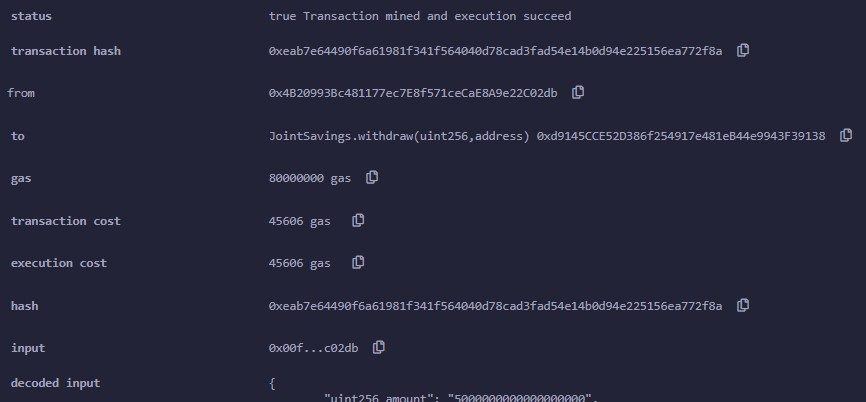 status true Transaction mined and execution succeed
transaction hash 0xeab7e64490f6a61981f341f564040d78cad3fad54e14b0d94e225156ea772f8a
from 0x4B20993Bc481177ec7E8f571ceCaE8A9e22C02db
to JointSavings.withdraw(uint256,address) 0xd9145CCE52D386f254917e481eB44e9943F39138
gas 80000000 gas
transaction cost 45606 gas
execution cost 45606 gas
hash 0xeab7e64490f6a61981f341f564040d78cad3fad54e14b0d94e225156ea772f8a
input 0x00f...c02db
decoded input {
"uint256 amount": "5000000000000000000",